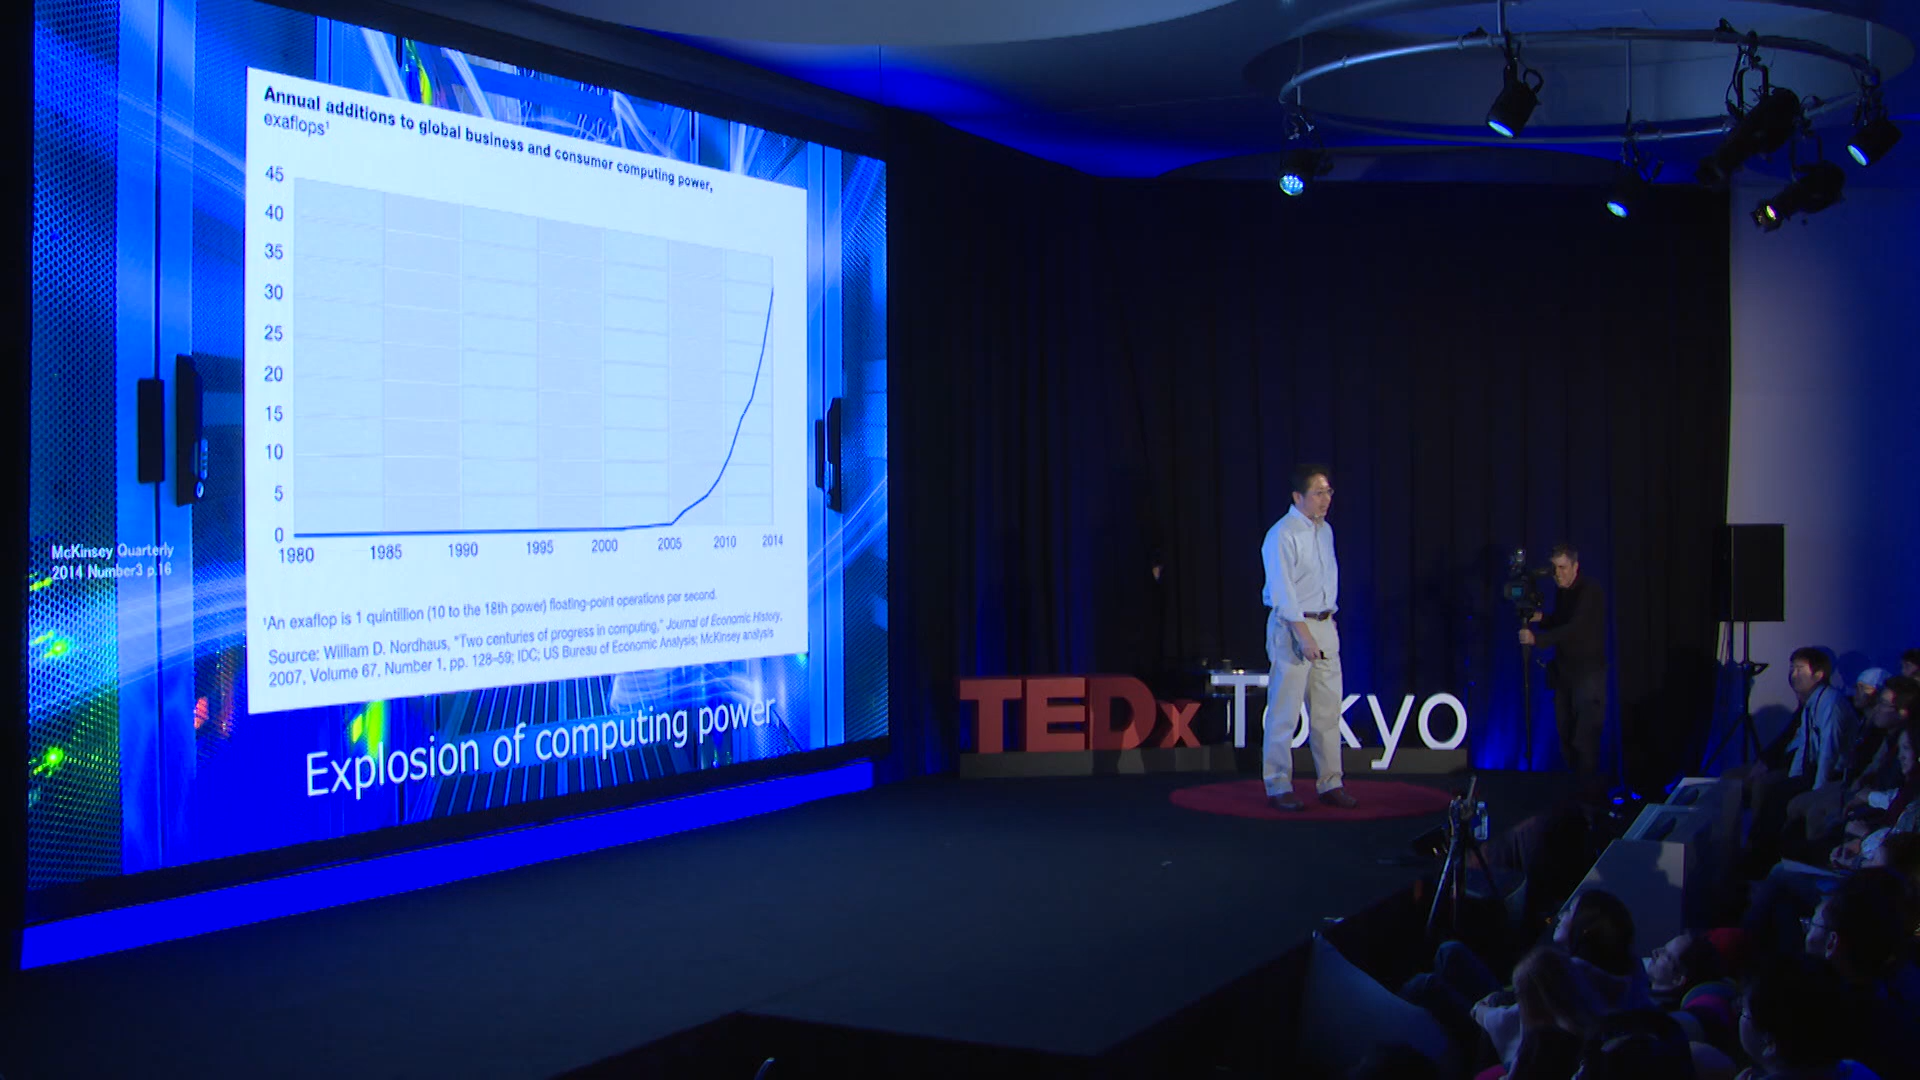 Annual additions to global business and consumer computing power,
exaflops¹
45
40
35
30
25
20
15
10
5
0
1980 1985 1990 1995 2000 2005 2010 2014
McKinsey Quarterly
2014 Number3 p.16
¹An exaflop is 1 quintillion (10 to the 18th power) floating-point operations per second.
Source: William D. Nordhaus, "Two centuries of progress in computing," Journal of Economic History,
2007, Volume 67, Number 1, pp. 128–59; IDC; US Bureau of Economic Analysis; McKinsey analysis
Explosion of computing power
TEDxTokyo